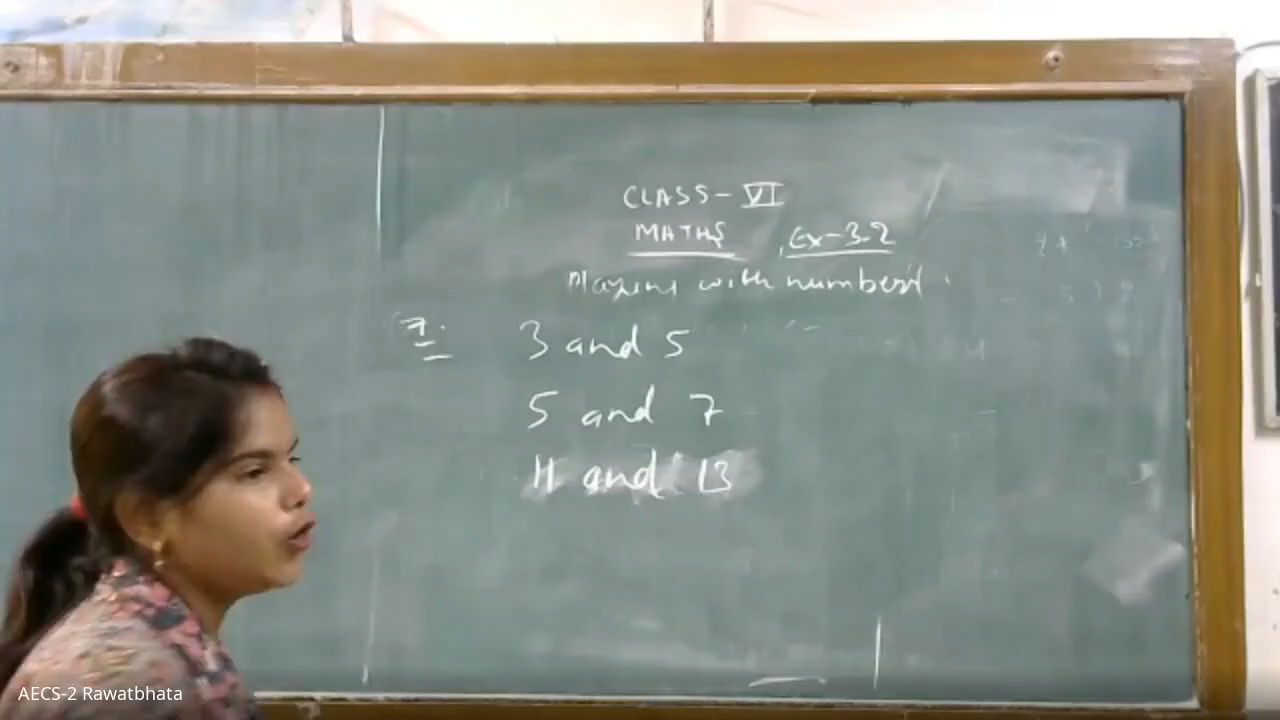 CLASS-VI
MATHS, Ex-3.2
Playing with numbers
7. 3 and 5
5 and 7
11 and 13
AECS-2 Rawatbhata